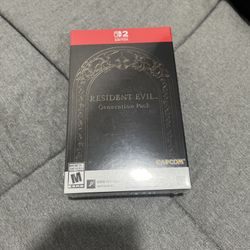 2
SWITCH
RESIDENT EVIL
Generation Pack
CAPCOM
M